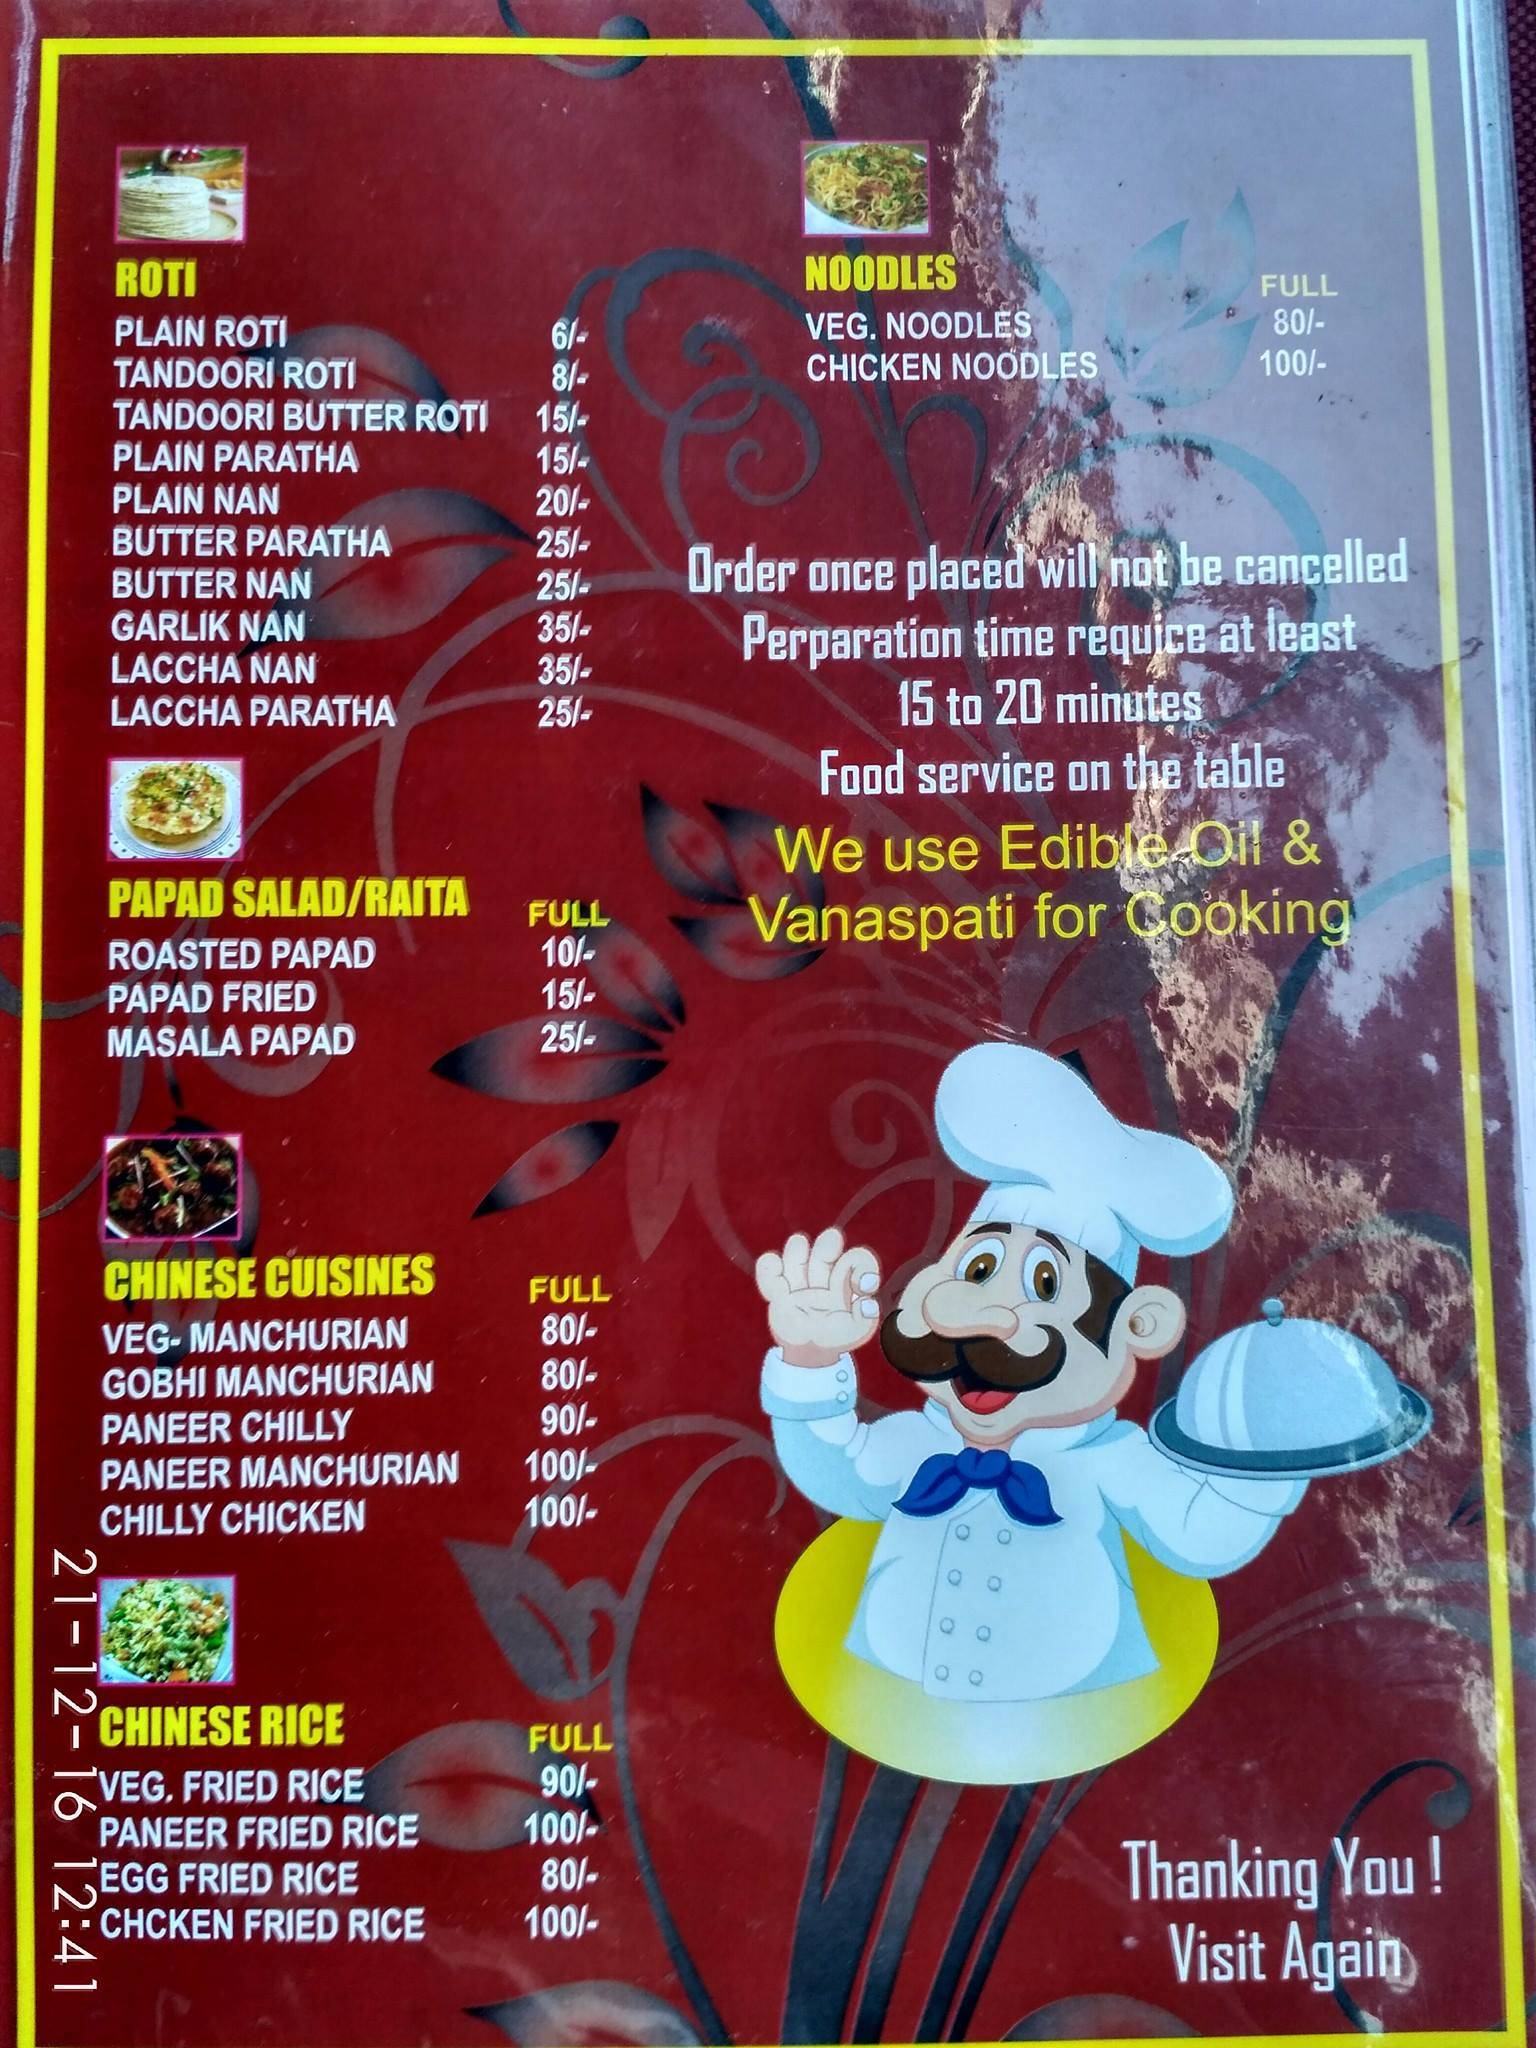 ROTI
PLAIN ROTI 6/-
TANDOORI ROTI 8/-
TANDOORI BUTTER ROTI 15/-
PLAIN PARATHA 15/-
PLAIN NAN 20/-
BUTTER PARATHA 25/-
BUTTER NAN 25/-
GARLIK NAN 35/-
LACCHA NAN 35/-
LACCHA PARATHA 25/-
PAPAD SALAD/RAITA FULL
ROASTED PAPAD 10/-
PAPAD FRIED 15/-
MASALA PAPAD 25/-
CHINESE CUISINES FULL
VEG- MANCHURIAN 80/-
GOBHI MANCHURIAN 80/-
PANEER CHILLY 90/-
PANEER MANCHURIAN 100/-
CHILLY CHICKEN 100/-
CHINESE RICE FULL
VEG. FRIED RICE 90/-
PANEER FRIED RICE 100/-
EGG FRIED RICE 80/-
CHCKEN FRIED RICE 100/-
NOODLES FULL
VEG. NOODLES 80/-
CHICKEN NOODLES 100/-
Order once placed will not be cancelled
Perparation time requice at least
15 to 20 minutes
Food service on the table
We use Edible Oil &
Vanaspati for Cooking
Thanking You !
Visit Again
21-12-16 12:41